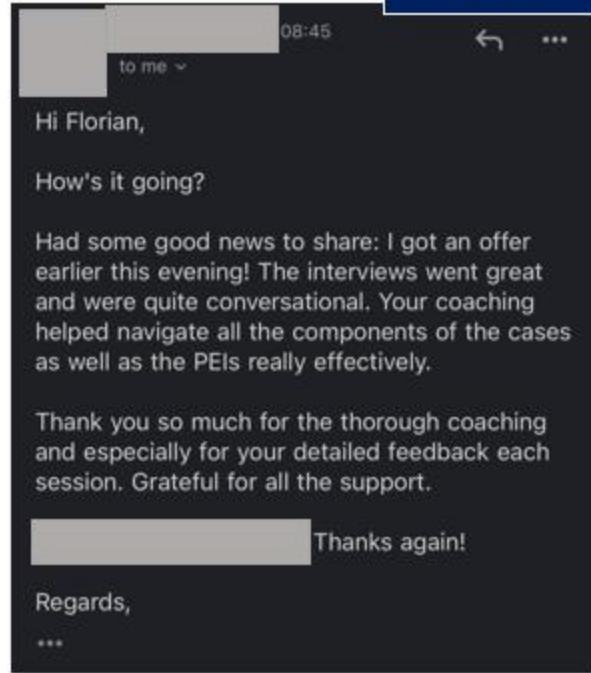 08:45
to me
Hi Florian,
How's it going?
Had some good news to share: I got an offer
earlier this evening! The interviews went great
and were quite conversational. Your coaching
helped navigate all the components of the cases
as well as the PEIs really effectively.
Thank you so much for the thorough coaching
and especially for your detailed feedback each
session. Grateful for all the support.
Thanks again!
Regards,